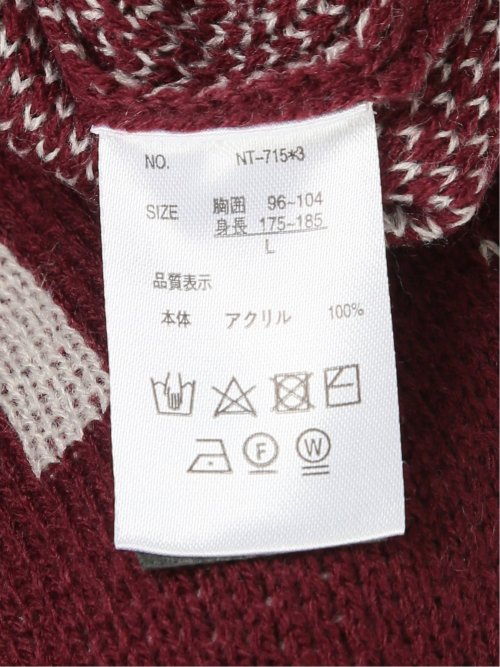 NO. NT-715*3
SIZE 胸囲 96~104
身長 175~185
L
品質表示
本体 アクリル 100%
F W